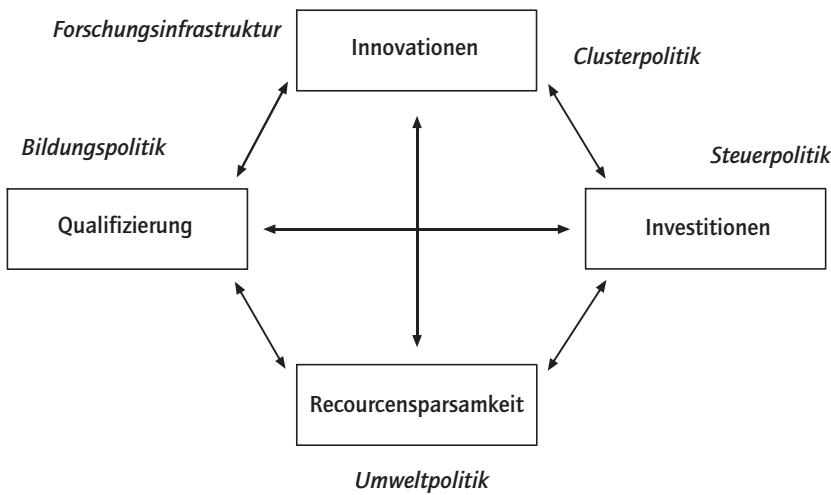 Forschungsinfrastruktur
Innovationen
Clusterpolitik
Bildungspolitik
Steuerpolitik
Qualifizierung
Investitionen
Recourcensparsamkeit
Umweltpolitik